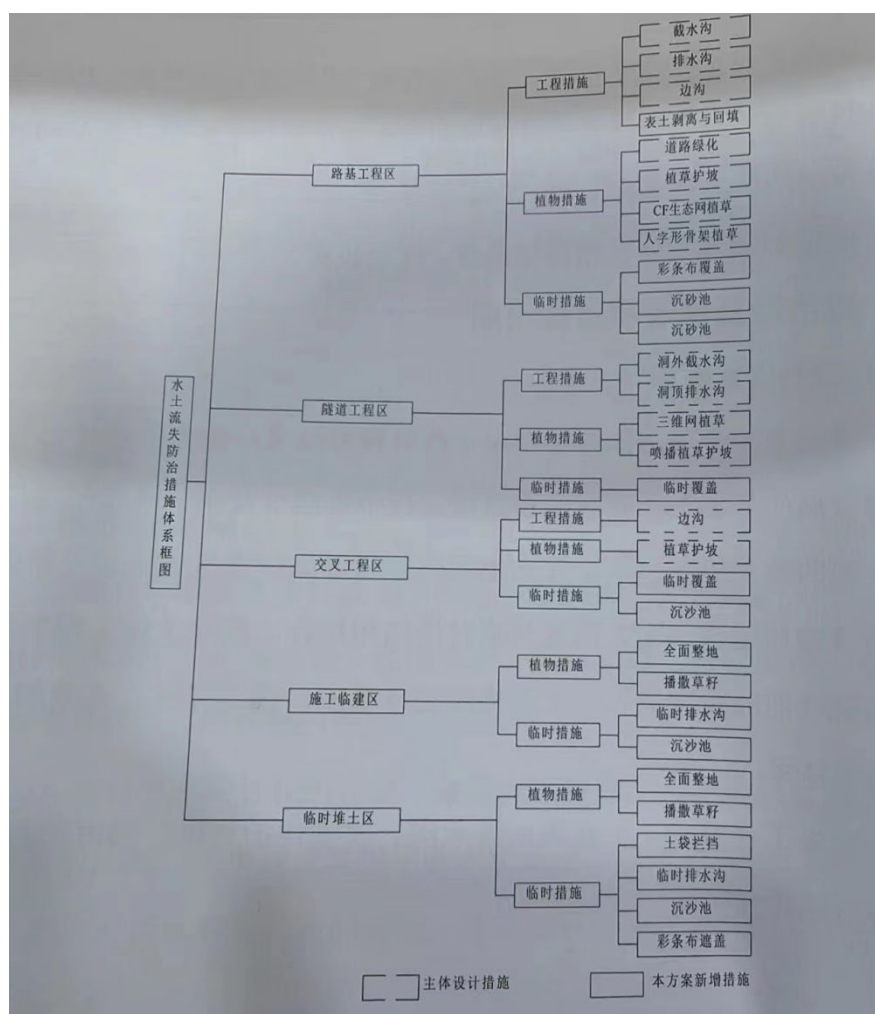 水土流失防治措施体系框图
路基工程区
工程措施
截水沟
排水沟
边沟
表土剥离与回填
植物措施
道路绿化
植草护坡
CF生态网植草
人字形骨架植草
临时措施
彩条布覆盖
沉砂池
沉砂池
隧道工程区
工程措施
洞外截水沟
洞顶排水沟
植物措施
三维网植草
喷播植草护坡
临时措施
临时覆盖
交叉工程区
工程措施
边沟
植物措施
植草护坡
临时措施
临时覆盖
沉沙池
施工临建区
植物措施
全面整地
播撒草籽
临时措施
临时排水沟
沉沙池
临时堆土区
植物措施
全面整地
播撒草籽
临时措施
土袋拦挡
临时排水沟
沉沙池
彩条布遮盖
主体设计措施
本方案新增措施